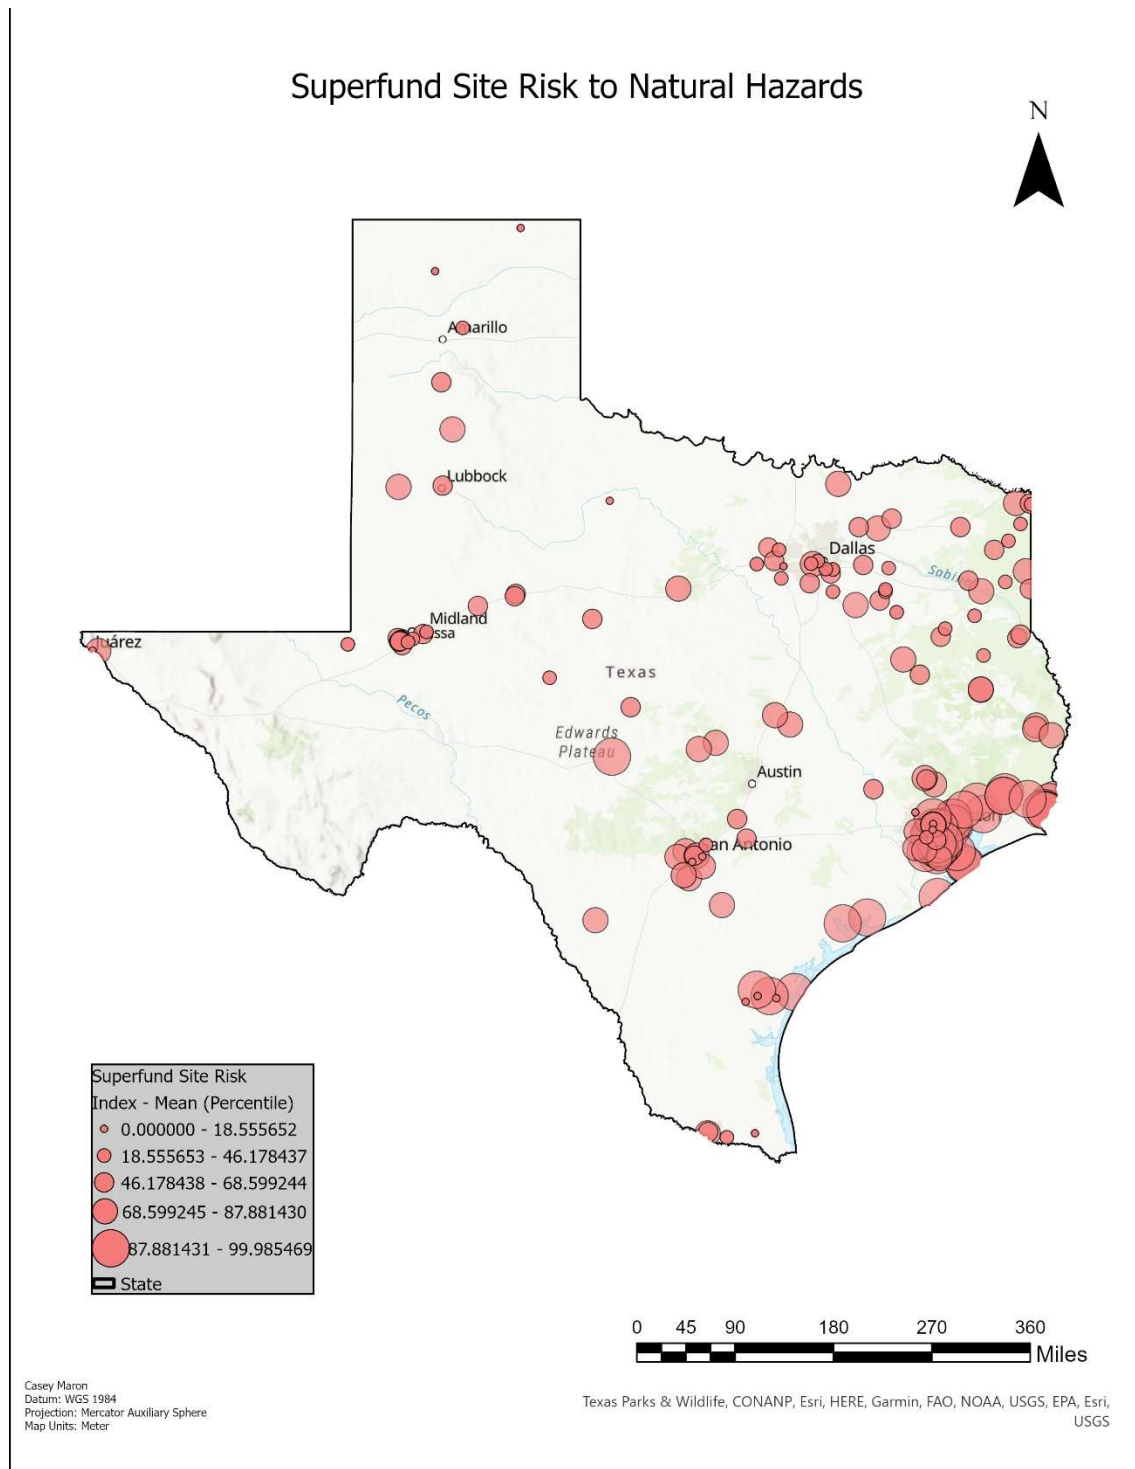 Superfund Site Risk to Natural Hazards
N
Amarillo
Lubbock
Dallas
Sabine
Midland
Juárez
Texas
Pecos
Edwards
Plateau
Austin
San Antonio
Superfund Site Risk
Index - Mean (Percentile)
0.000000 - 18.555652
18.555653 - 46.178437
46.178438 - 68.599244
68.599245 - 87.881430
87.881431 - 99.985469
State
0 45 90 180 270 360
Miles
Casey Maron
Datum: WGS 1984
Projection: Mercator Auxiliary Sphere
Map Units: Meter
Texas Parks & Wildlife, CONANP, Esri, HERE, Garmin, FAO, NOAA, USGS, EPA, Esri,
USGS